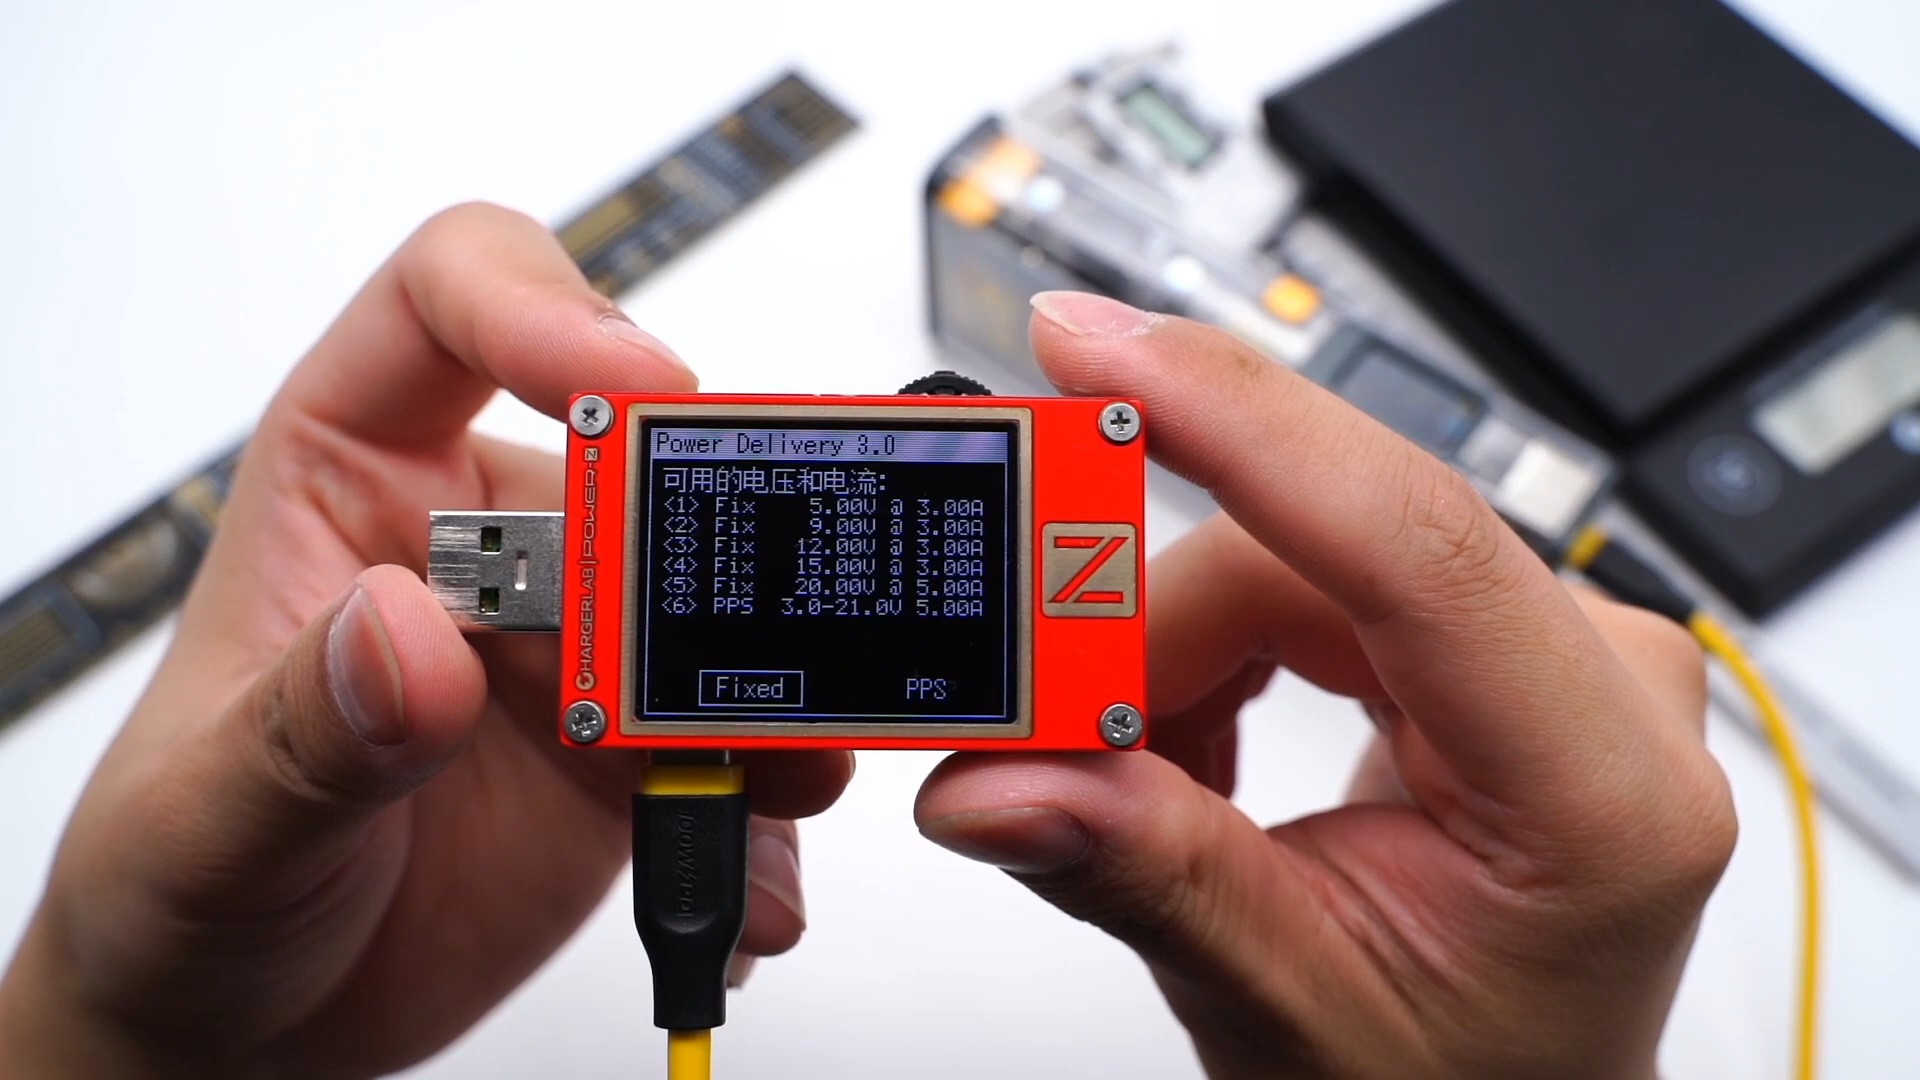 Power Delivery 3.0
可用的电压和电流:
<1> Fix 5.00V @ 3.00A
<2> Fix 9.00V @ 3.00A
<3> Fix 12.00V @ 3.00A
<4> Fix 15.00V @ 3.00A
<5> Fix 20.00V @ 5.00A
<6> PPS 3.0-21.0V 5.00A
Fixed PPS
CHARGERLAB | POWER-Z
Z